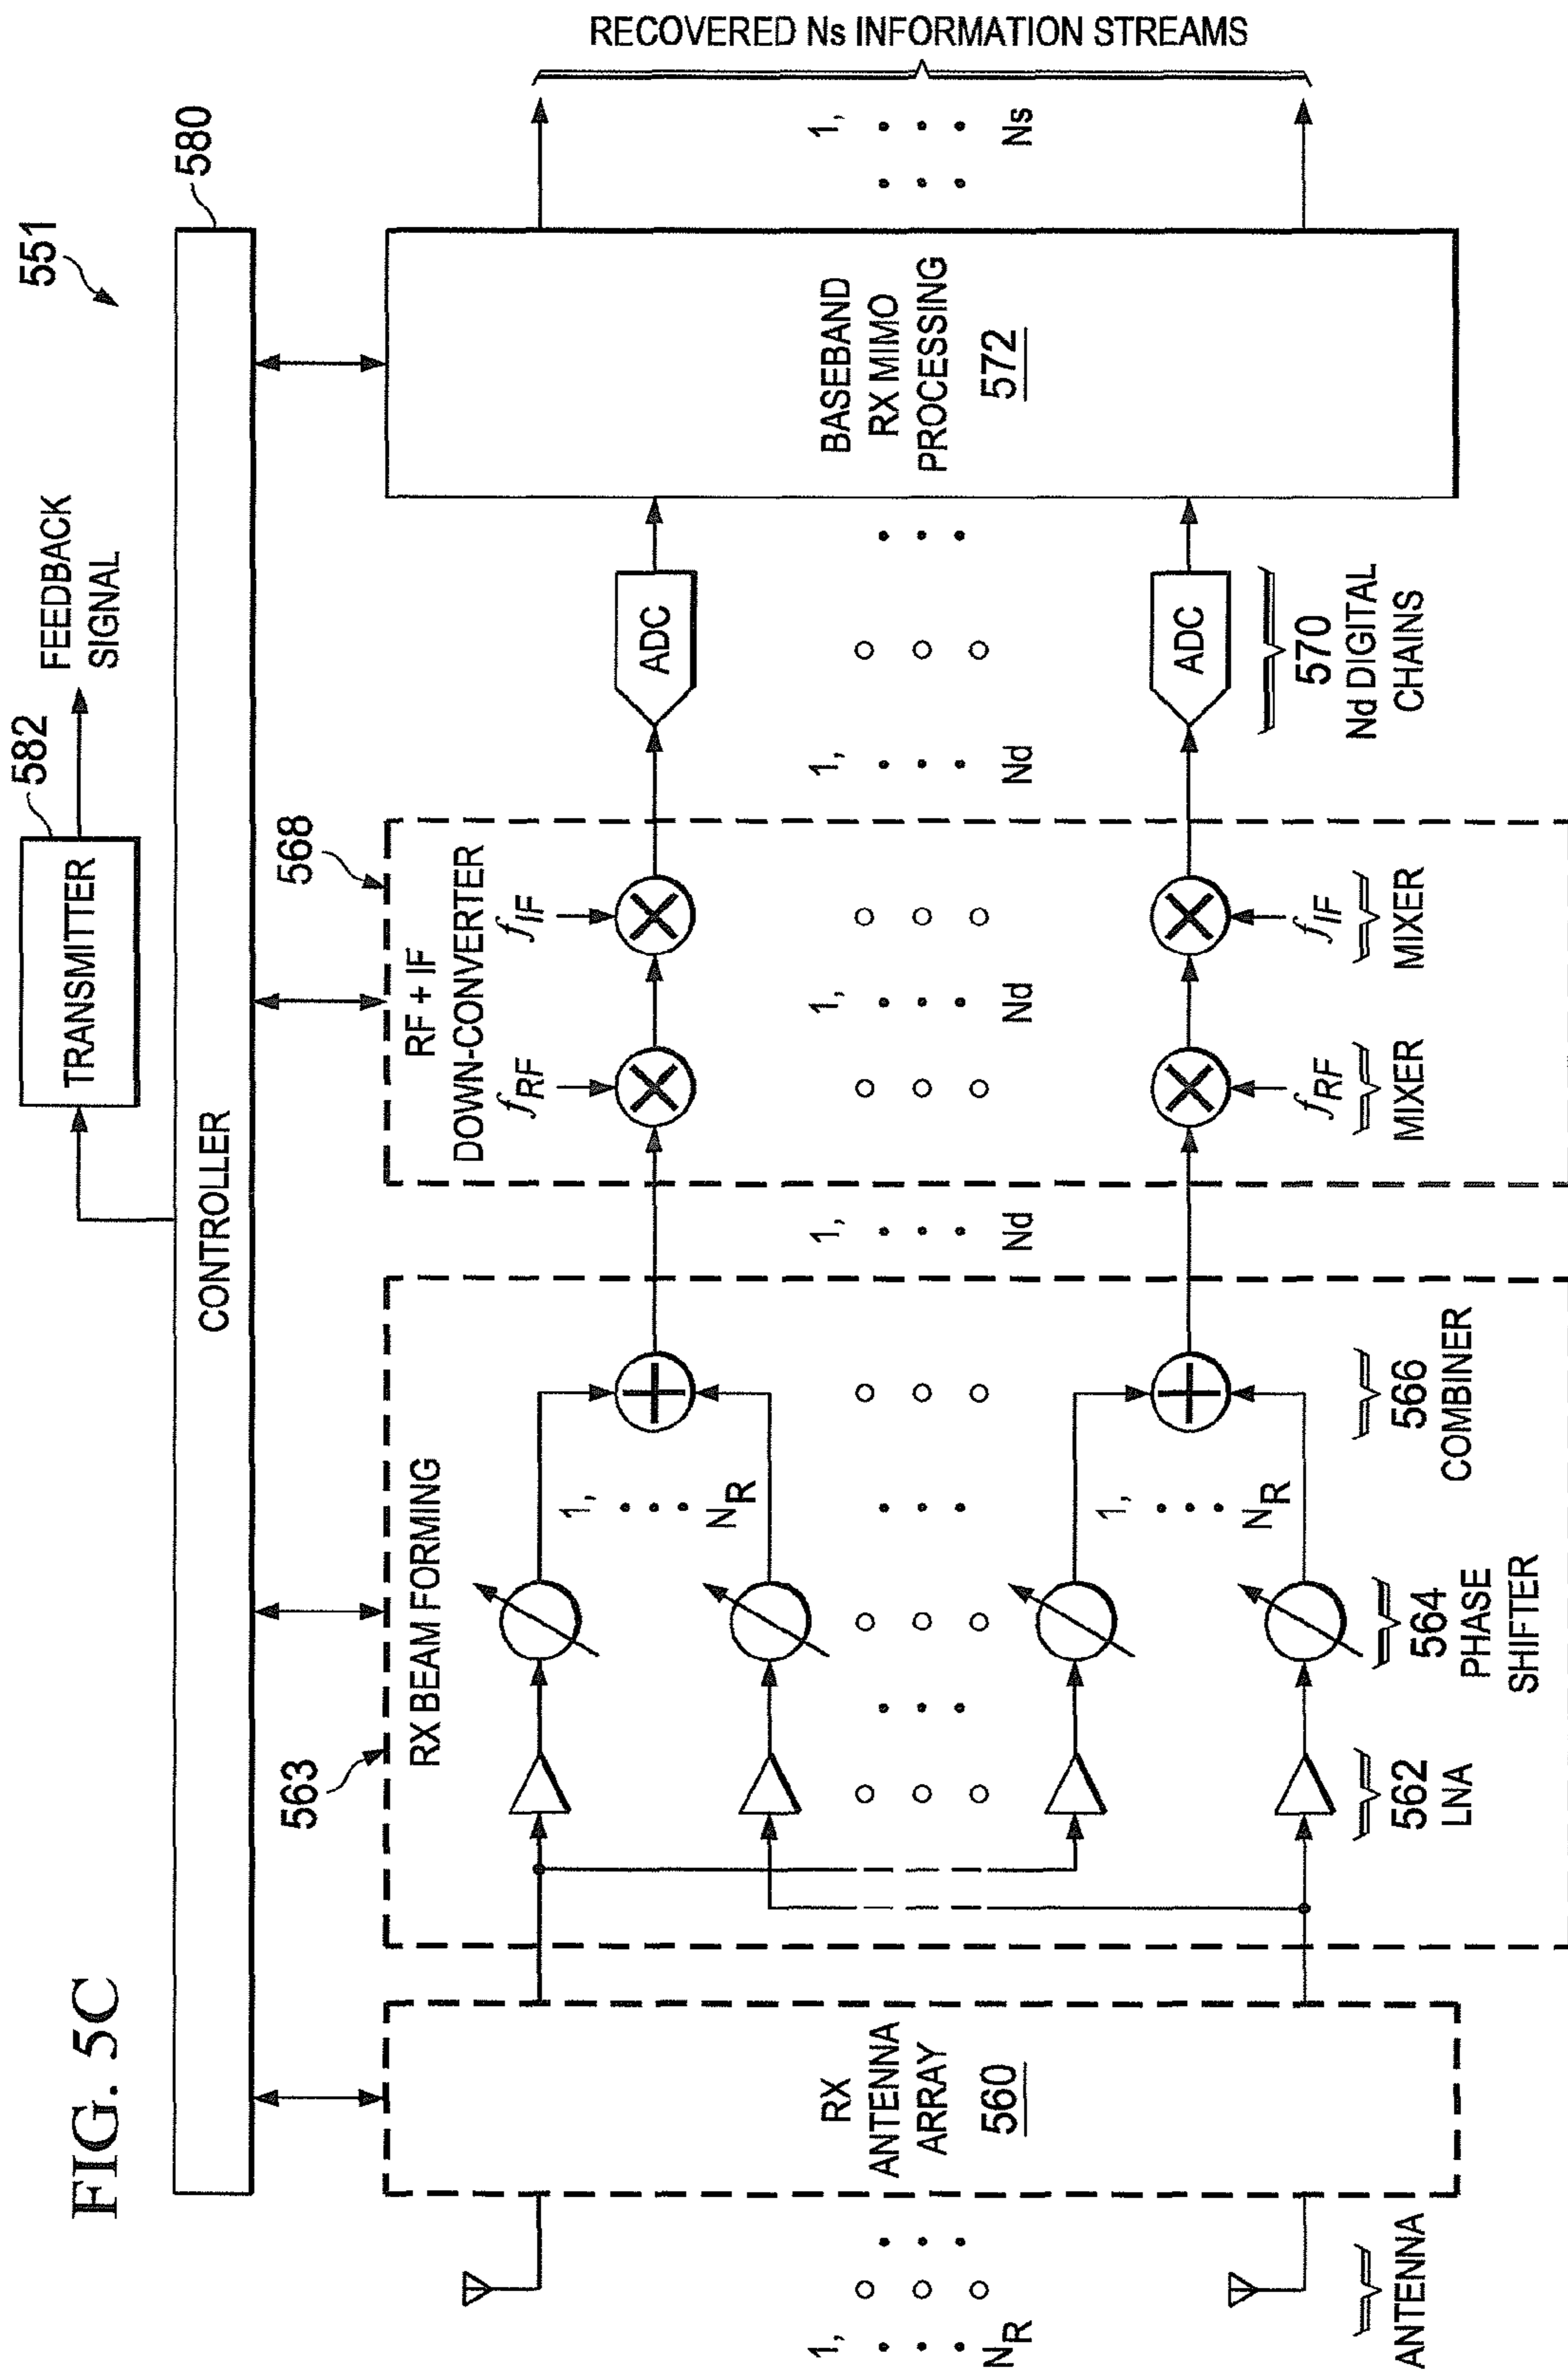 FIG. 5C
551
582
TRANSMITTER
FEEDBACK
SIGNAL
CONTROLLER
580
563
RX BEAM FORMING
568
RF + IF
DOWN-CONVERTER
fRF
fIF
RECOVERED Ns INFORMATION STREAMS
1,
NR
RX
ANTENNA
ARRAY
560
1,
NR
1,
Nd
1,
Nd
1,
Nd
ADC
BASEBAND
RX MIMO
PROCESSING
572
1,
Ns
1,
NR
ADC
fRF
fIF
ANTENNA
562
LNA
564
PHASE
SHIFTER
566
COMBINER
MIXER
MIXER
570
Nd DIGITAL
CHAINS